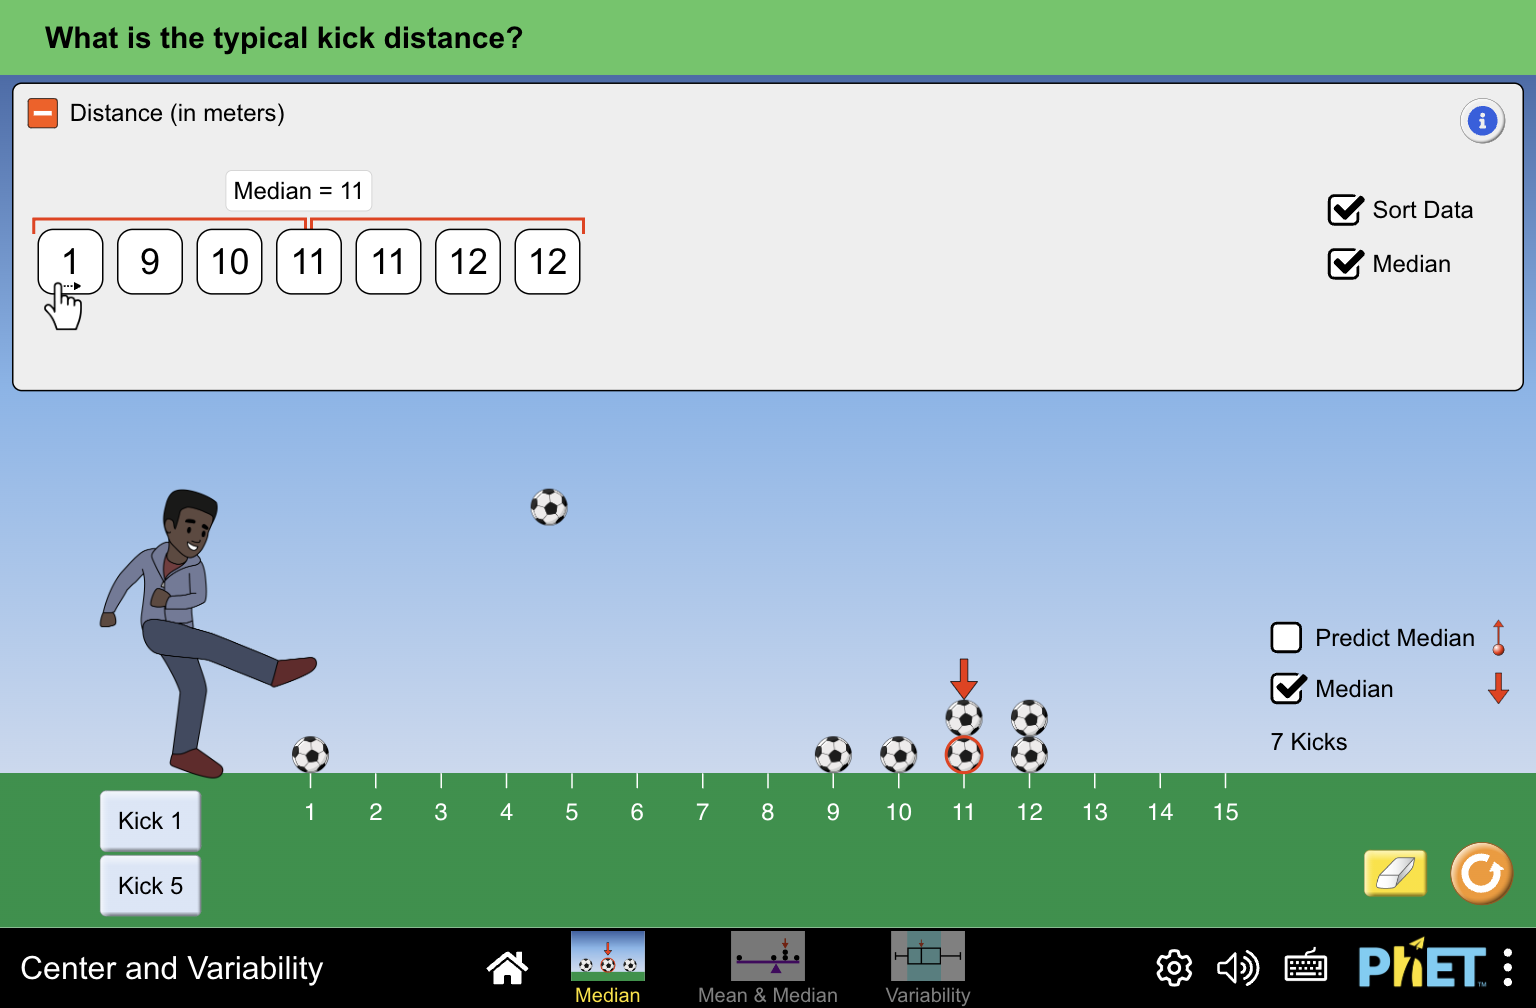 What is the typical kick distance?
Distance (in meters)
Median = 11
1 9 10 11 11 12 12
Sort Data
Median
Predict Median
Median
7 Kicks
1 2 3 4 5 6 7 8 9 10 11 12 13 14 15
Kick 1
Kick 5
Center and Variability
Median
Mean & Median
Variability
PhET™